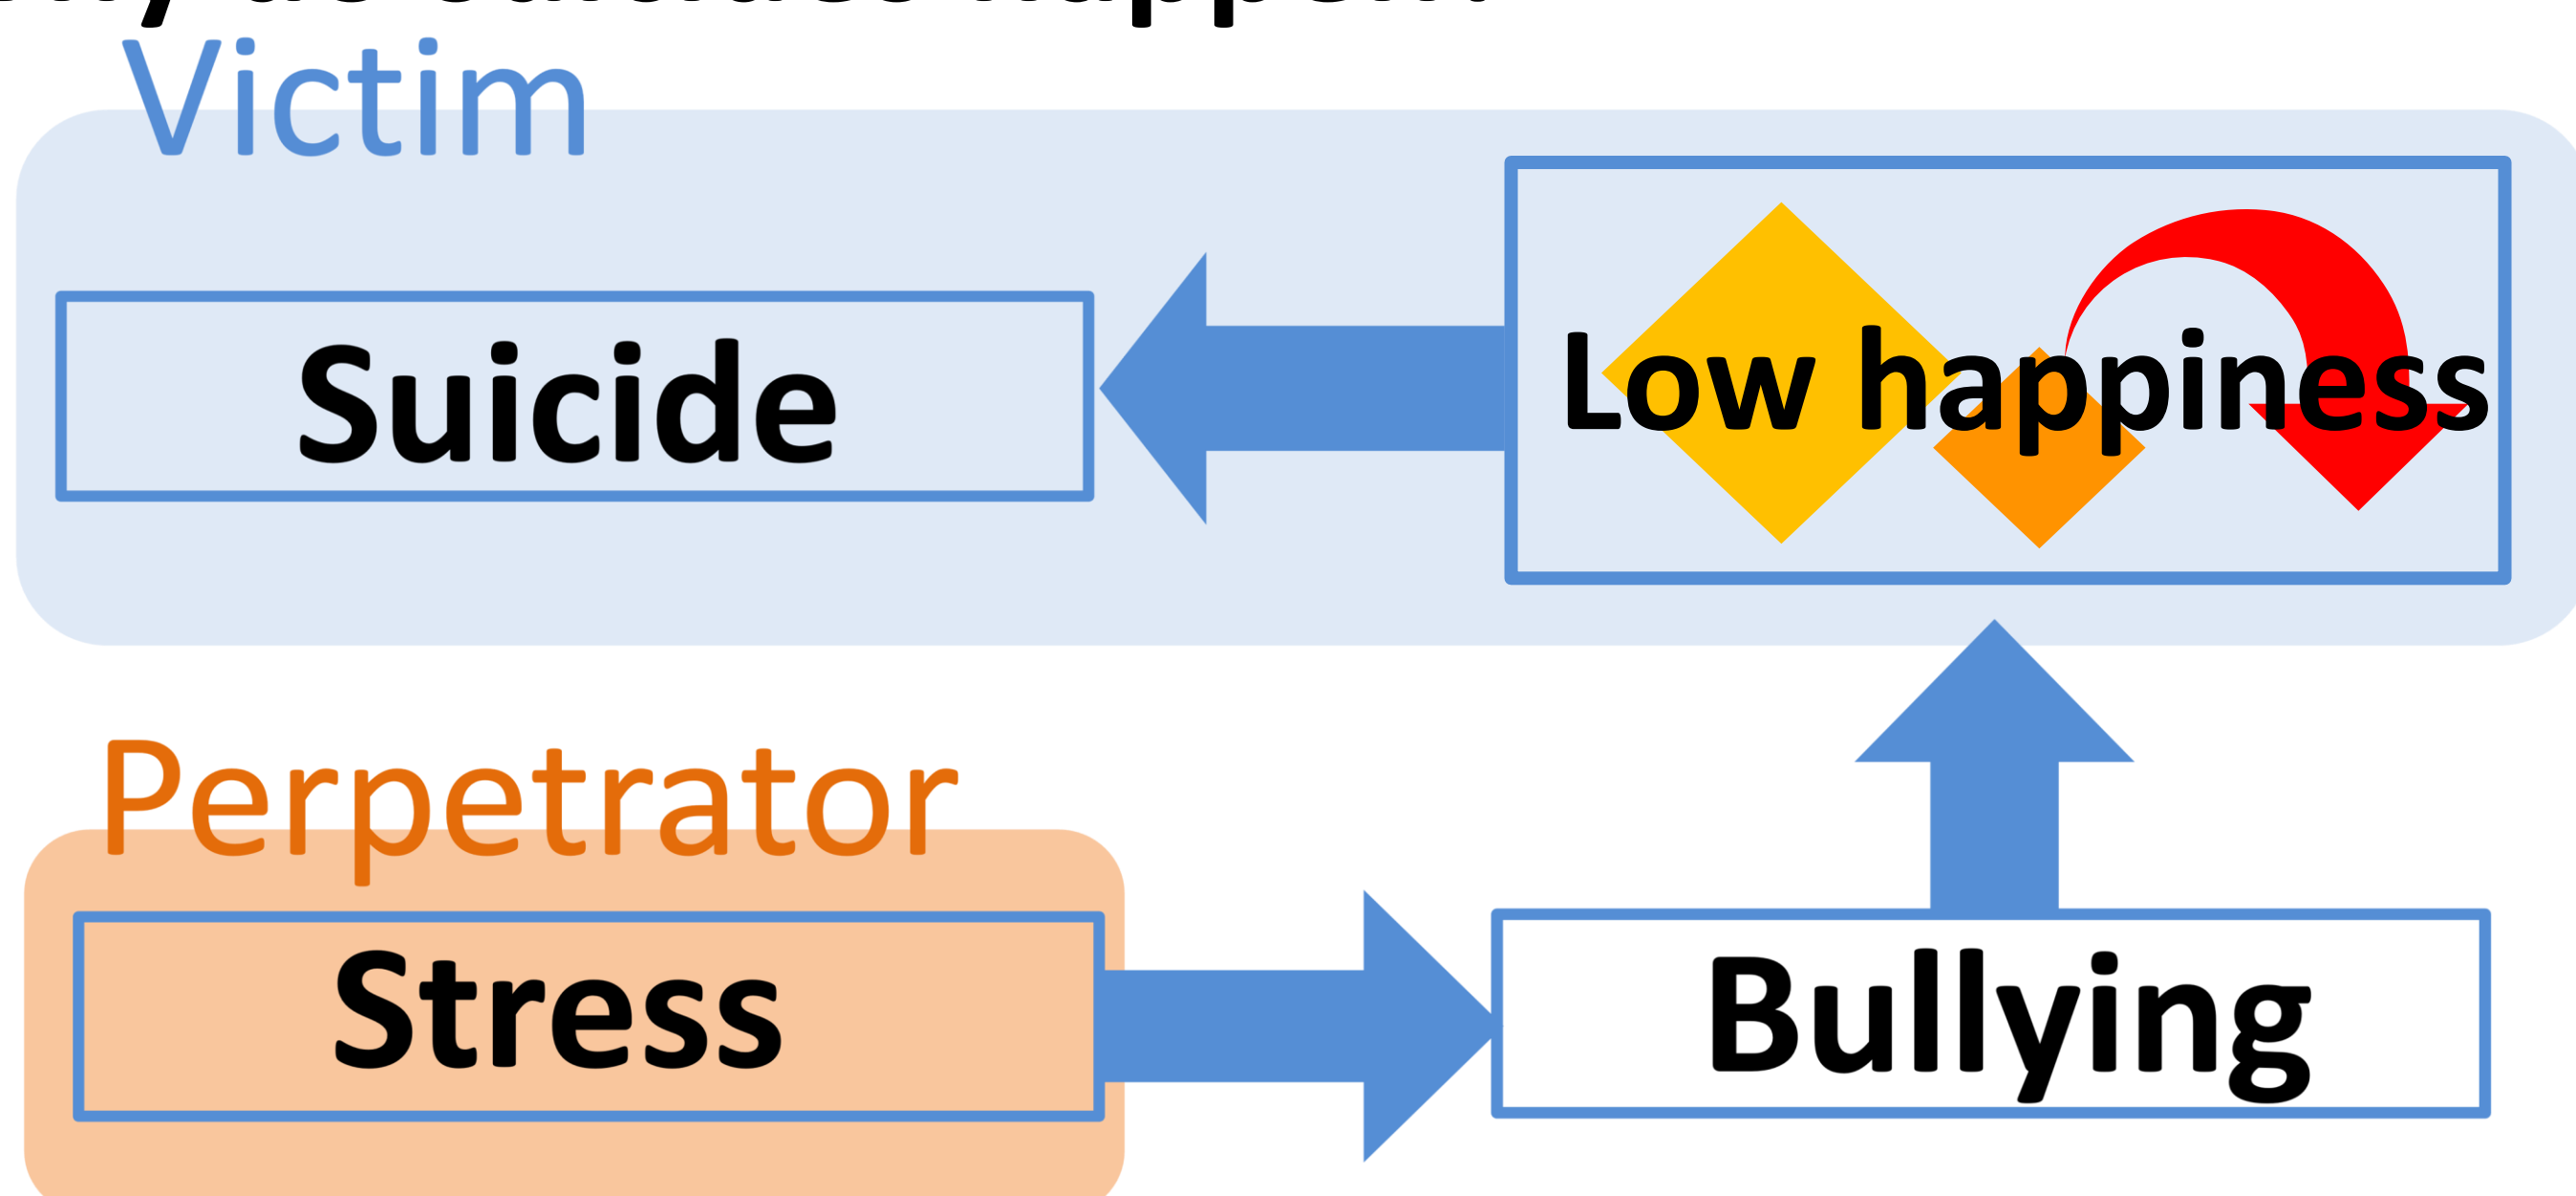 Victim
Suicide
Low happiness
Perpetrator
Stress
Bullying